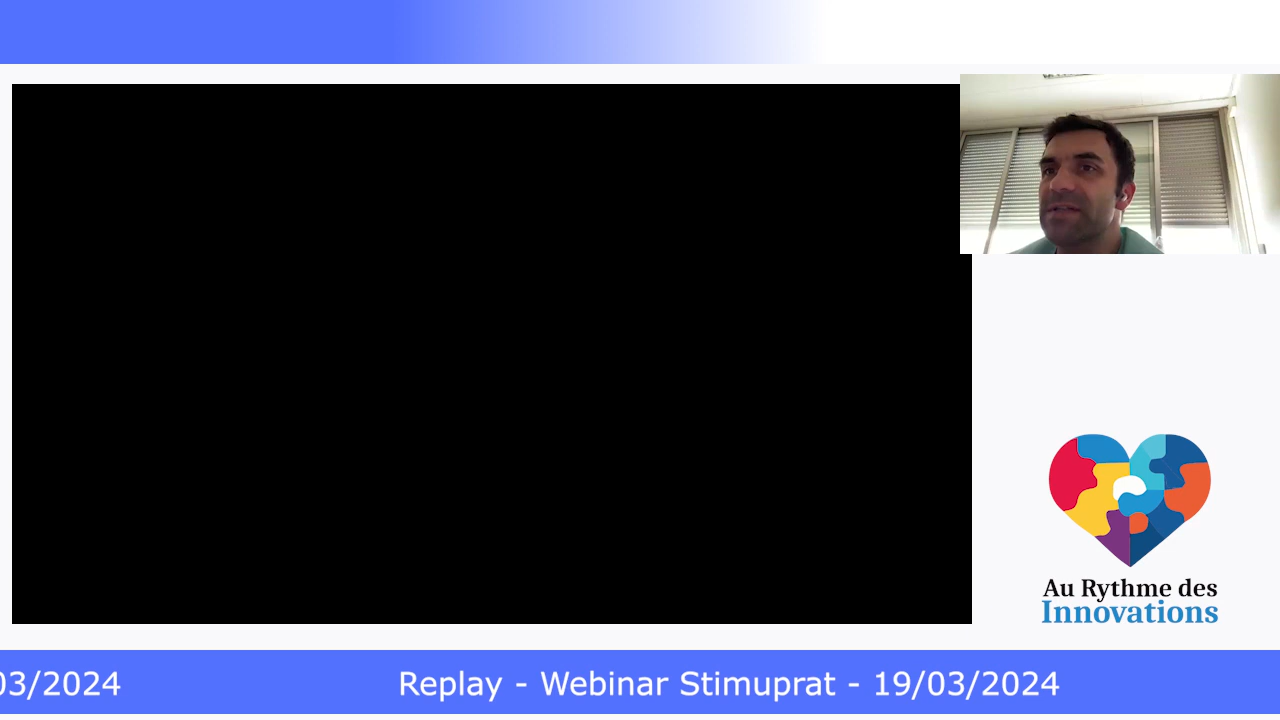 Au Rythme des
Innovations
03/2024 Replay - Webinar Stimuprat - 19/03/2024